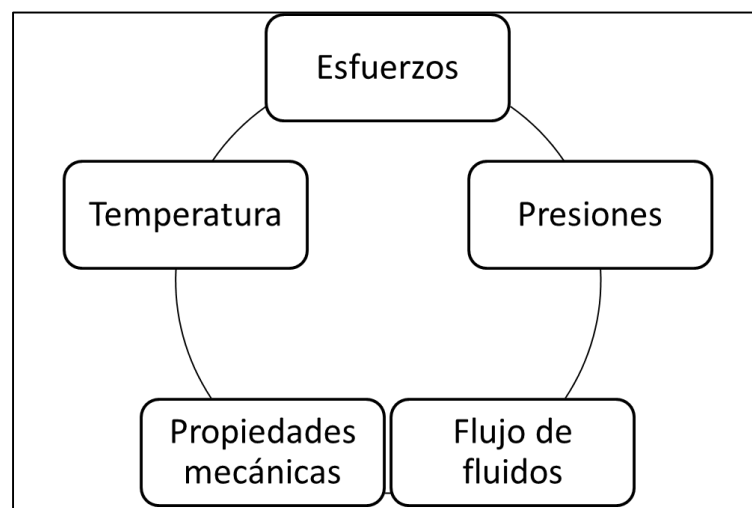 Esfuerzos
Temperatura
Presiones
Propiedades
mecánicas
Flujo de
fluidos